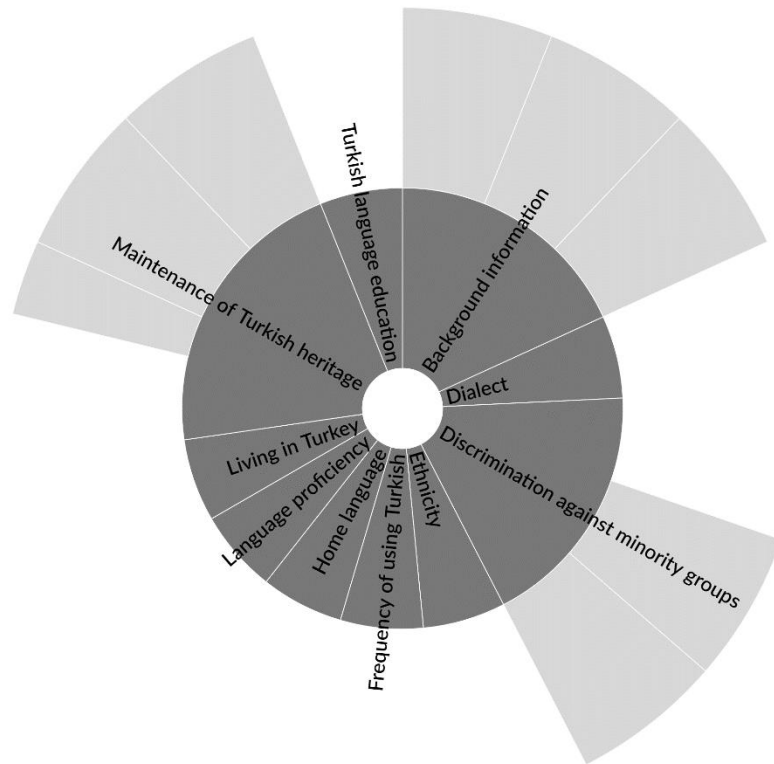 Background information
Dialect
Discrimination against minority groups
Ethnicity
Frequency of using Turkish
Home language
Language proficiency
Living in Turkey
Maintenance of Turkish heritage
Turkish language education